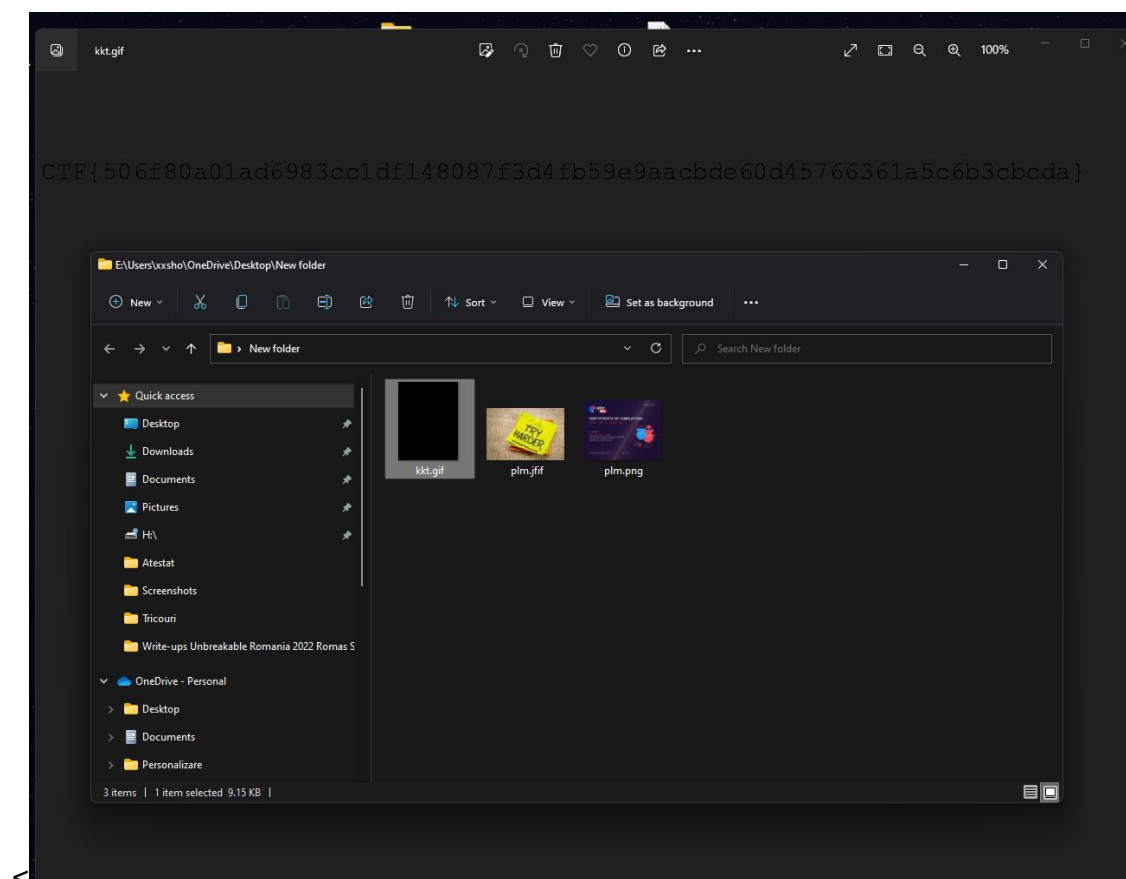 kkt.gif
100%
CTF{506f80a01ad6983cc1df148087f3d4fb59e9aacbde60d45766361a5c6b3cbcda}
E:\Users\xxsho\OneDrive\Desktop\New folder
New
Sort
View
Set as background
New folder
Search New folder
Quick access
Desktop
Downloads
Documents
Pictures
H:\
Atestat
Screenshots
Tricouri
Write-ups Unbreakable Romania 2022 Romas S
OneDrive - Personal
Desktop
Documents
Personalizare
TRY
HARDER
kkt.gif
plm.jfif
plm.png
3 items | 1 item selected 9.15 KB |
<